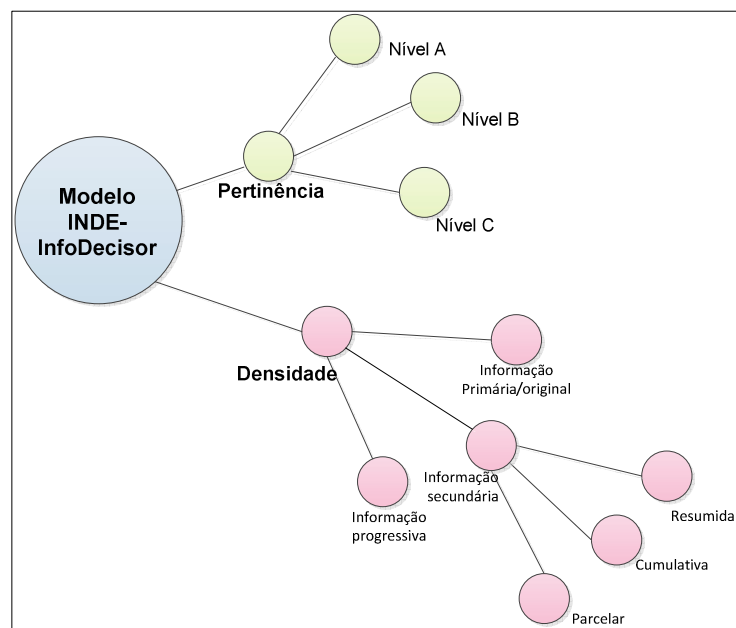 Nível A
Nível B
Modelo
INDE-
InfoDecisor
Pertinência
Nível C
Densidade
Informação
Primária/original
Informação
secundária
Informação
progressiva
Resumida
Cumulativa
Parcelar